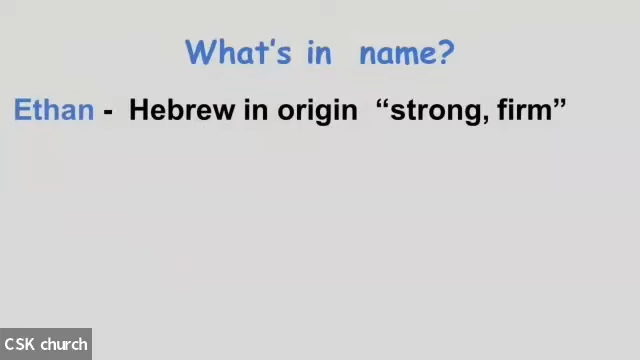 What's in name?
Ethan - Hebrew in origin “strong, firm”
CSK church